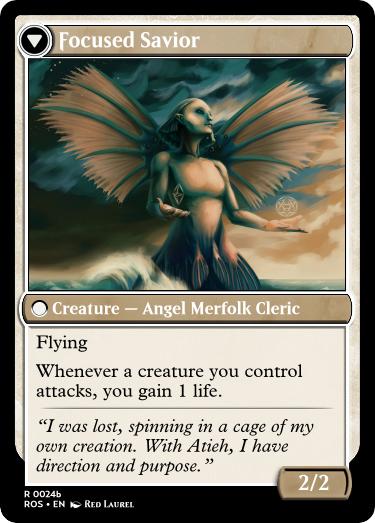 Focused Savior
Creature — Angel Merfolk Cleric
Flying
Whenever a creature you control
attacks, you gain 1 life.
“I was lost, spinning in a cage of my
own creation. With Atieh, I have
direction and purpose.”
2/2
R 0024b
ROS • EN Red Laurel